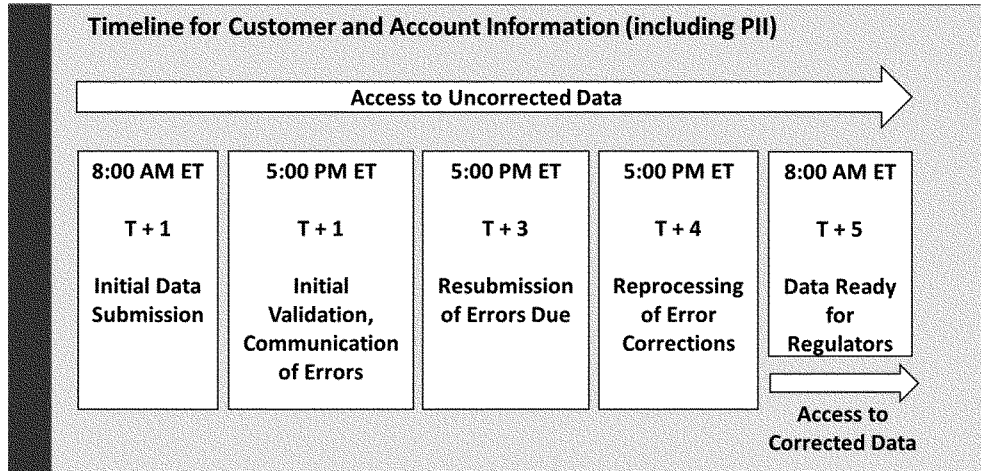 Timeline for Customer and Account Information (including PII)
Access to Uncorrected Data
8:00 AM ET
T + 1
Initial Data
Submission
5:00 PM ET
T + 1
Initial
Validation,
Communication
of Errors
5:00 PM ET
T + 3
Resubmission
of Errors Due
5:00 PM ET
T + 4
Reprocessing
of Error
Corrections
8:00 AM ET
T + 5
Data Ready
for
Regulators
Access to
Corrected Data